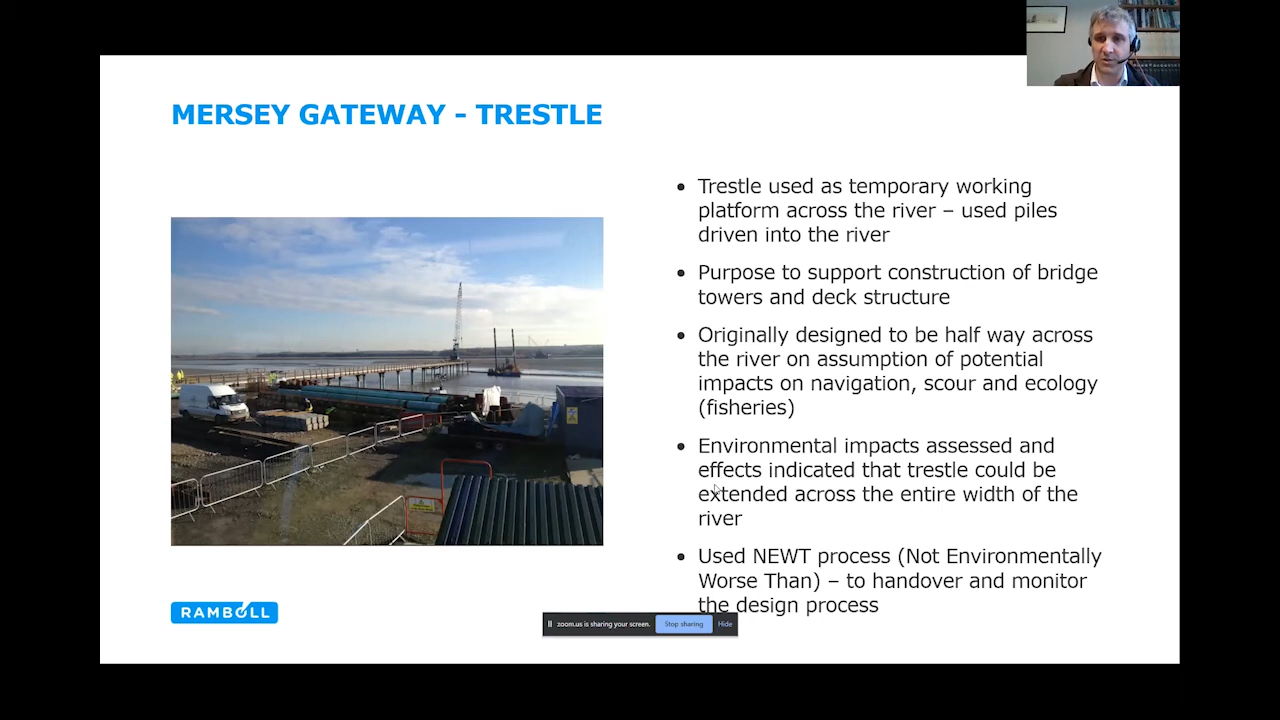 MERSEY GATEWAY - TRESTLE
• Trestle used as temporary working
platform across the river – used piles
driven into the river
• Purpose to support construction of bridge
towers and deck structure
• Originally designed to be half way across
the river on assumption of potential
impacts on navigation, scour and ecology
(fisheries)
• Environmental impacts assessed and
effects indicated that trestle could be
extended across the entire width of the
river
• Used NEWT process (Not Environmentally
Worse Than) – to handover and monitor
the design process
RAMBOLL
zoom.us is sharing your screen. Stop sharing Hide